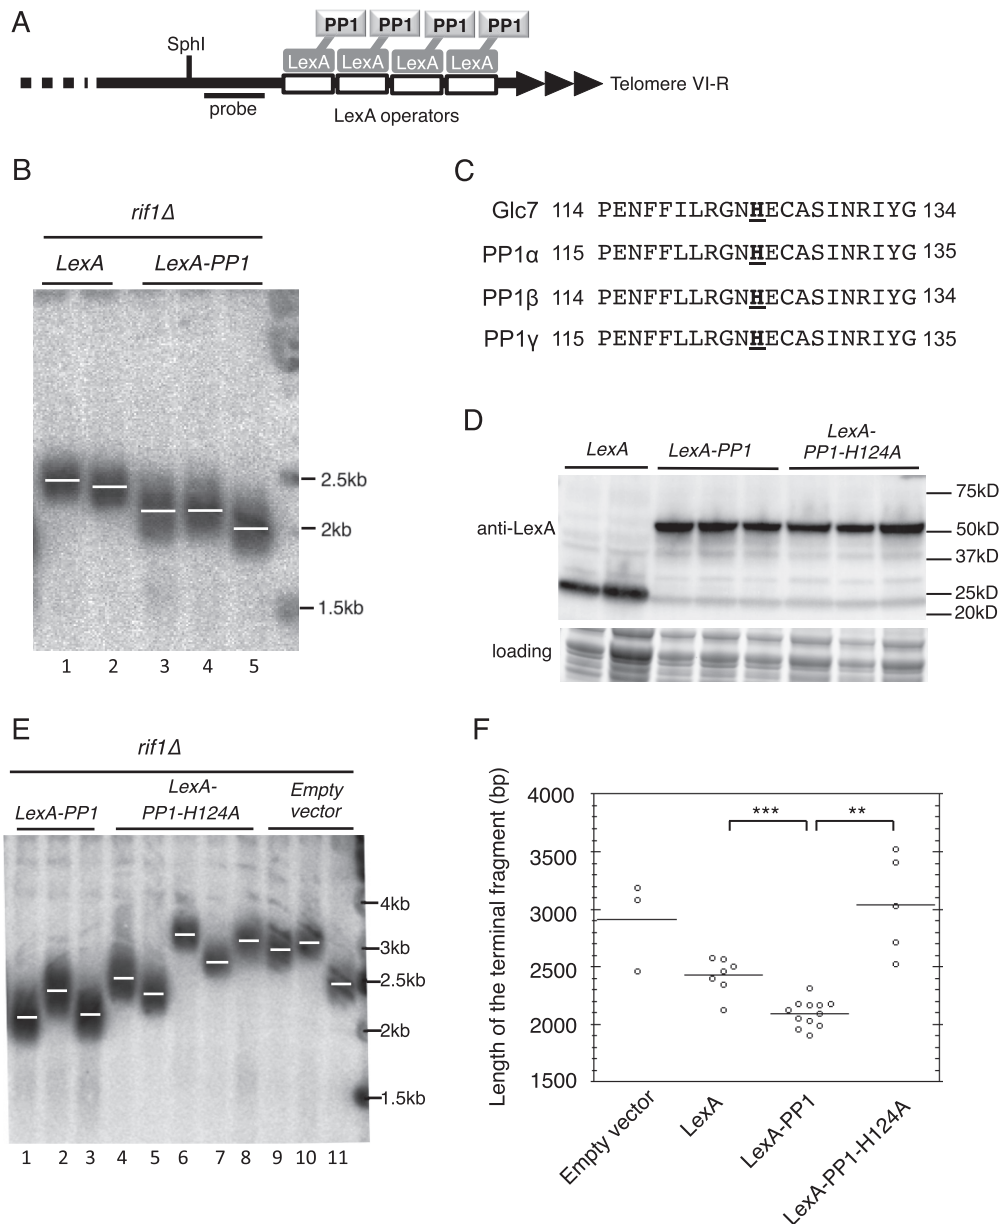 A
PP1 PP1 PP1 PP1
SphI
LexA LexA LexA LexA
Telomere VI-R
probe
LexA operators
B
rif1Δ
LexA LexA-PP1
2.5kb
2kb
1.5kb
1 2 3 4 5
C
Glc7 114 PENFFILRGNHECASINRIYG 134
PP1α 115 PENFFLLRGNHECASINRIYG 135
PP1β 114 PENFFLLRGNHECASINRIYG 134
PP1γ 115 PENFFLLRGNHECASINRIYG 135
D
LexA LexA-PP1 LexA-
PP1-H124A
anti-LexA
75kD
50kD
37kD
25kD
20kD
loading
E
rif1Δ
LexA-PP1 LexA-
PP1-H124A Empty
vector
4kb
3kb
2.5kb
2kb
1.5kb
1 2 3 4 5 6 7 8 9 10 11
F
Length of the terminal fragment (bp)
4000
3500
3000
2500
2000
1500
*** **
Empty vector
LexA
LexA-PP1
LexA-PP1-H124A